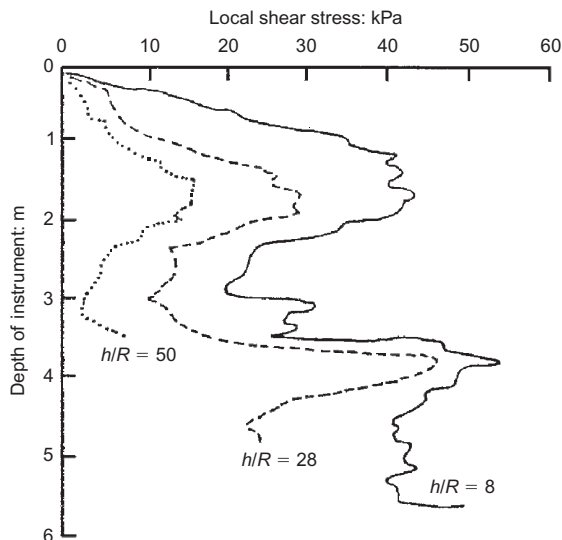 Local shear stress: kPa
0 10 20 30 40 50 60
0
1
2
3
4
5
6
Depth of instrument: m
h/R = 50
h/R = 28
h/R = 8